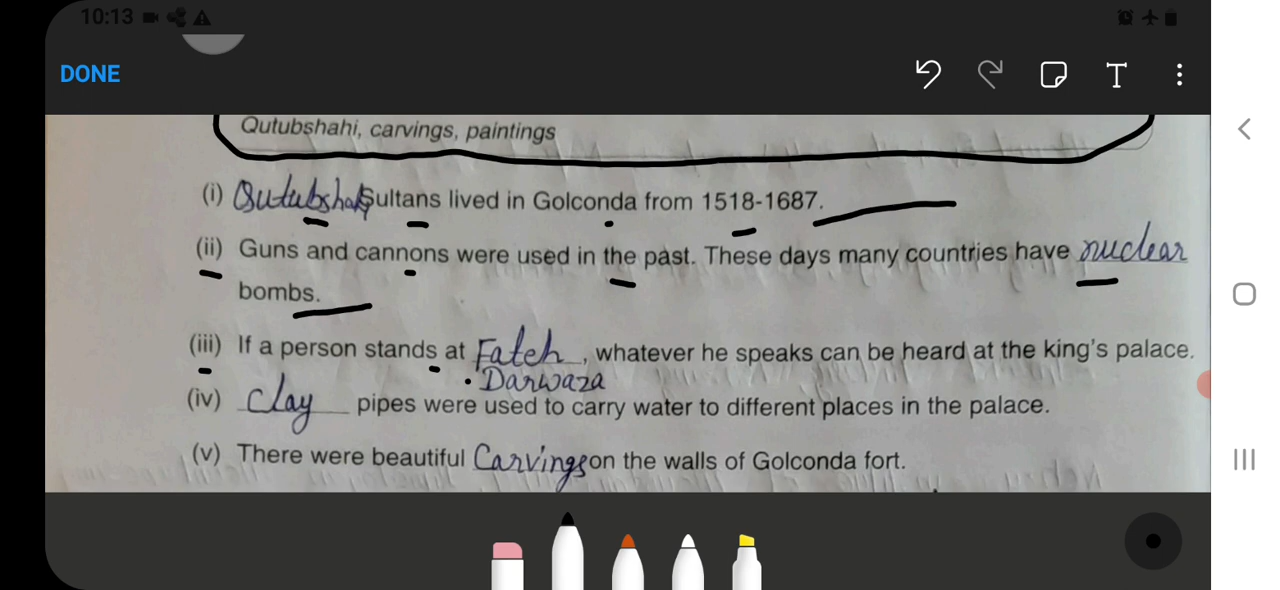 10:13
DONE
T
Qutubshahi, carvings, paintings
(i) Qutubshahi Sultans lived in Golconda from 1518-1687.
(ii) Guns and cannons were used in the past. These days many countries have nuclear
bombs.
(iii) If a person stands at Fateh, whatever he speaks can be heard at the king's palace.
Darwaza
(iv) Clay pipes were used to carry water to different places in the palace.
(v) There were beautiful Carvings on the walls of Golconda fort.